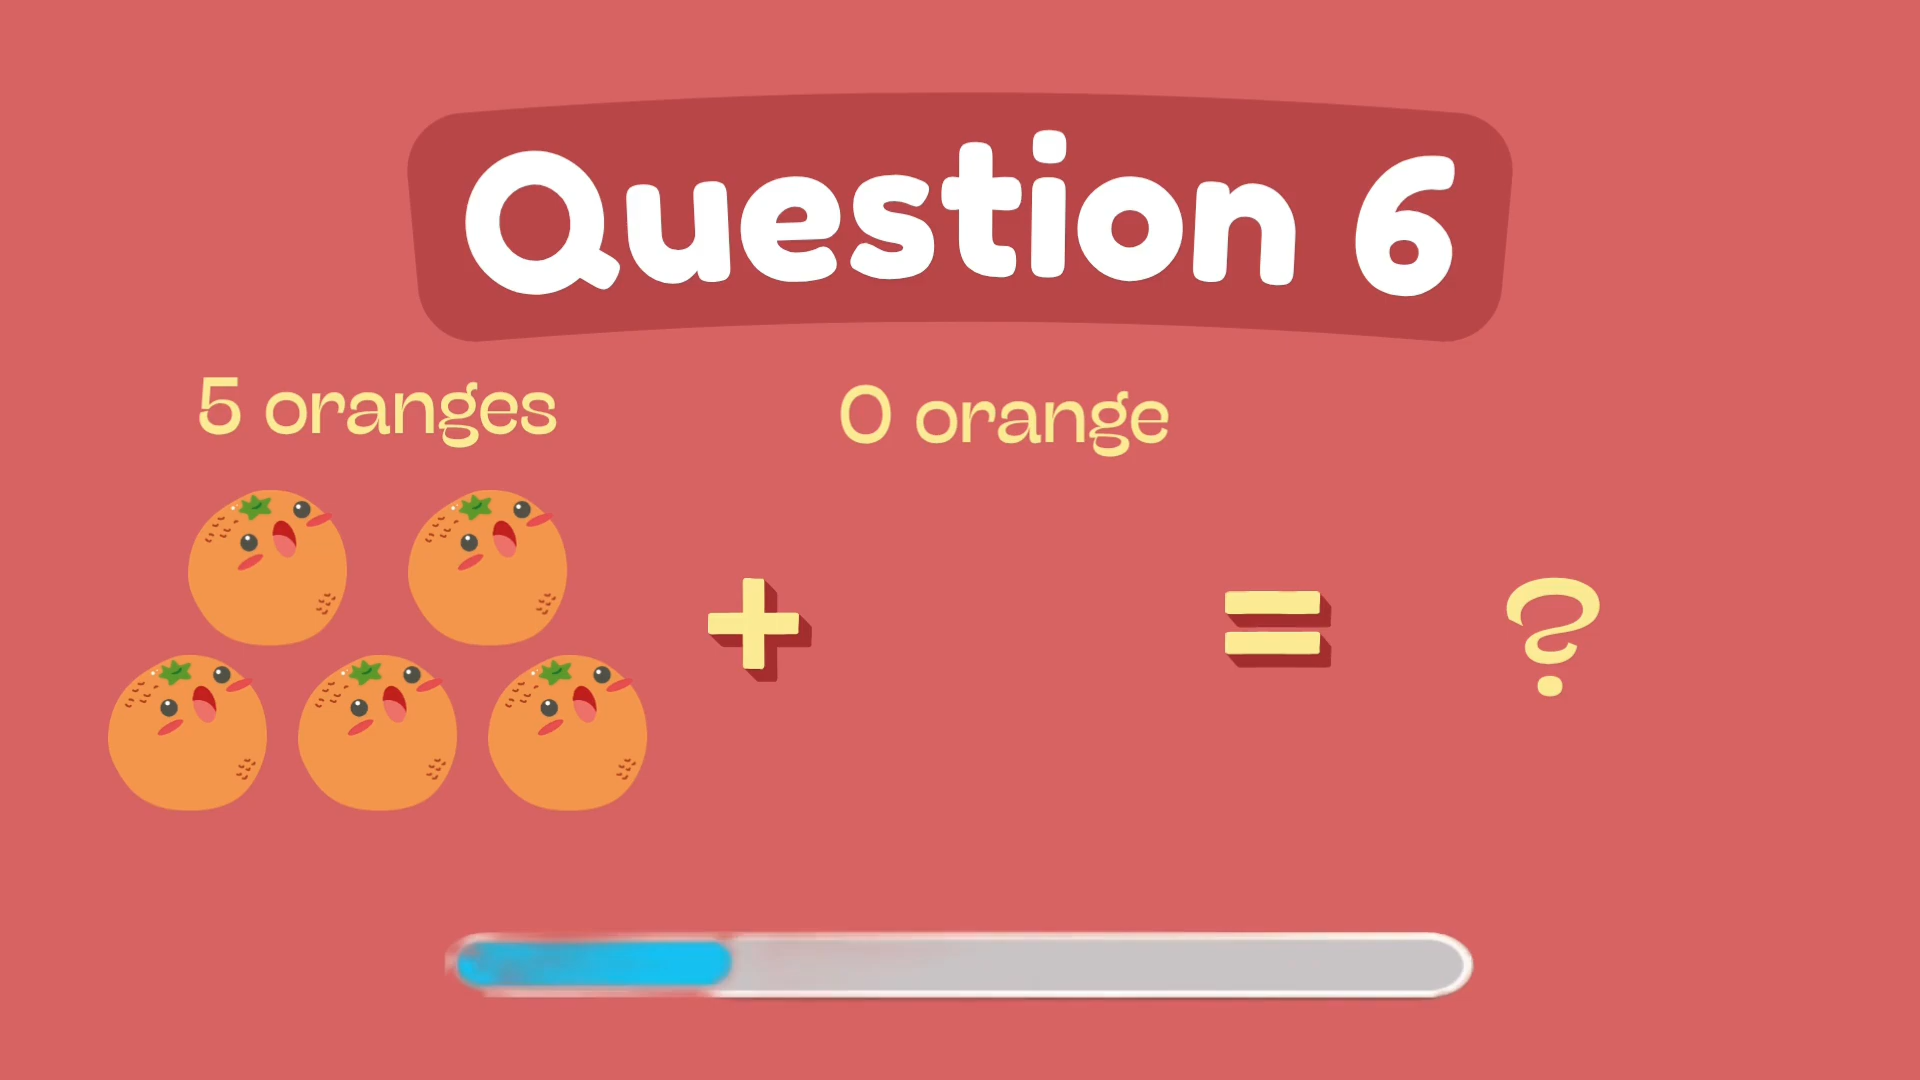 Question 6
5 oranges
0 orange
+ = ?